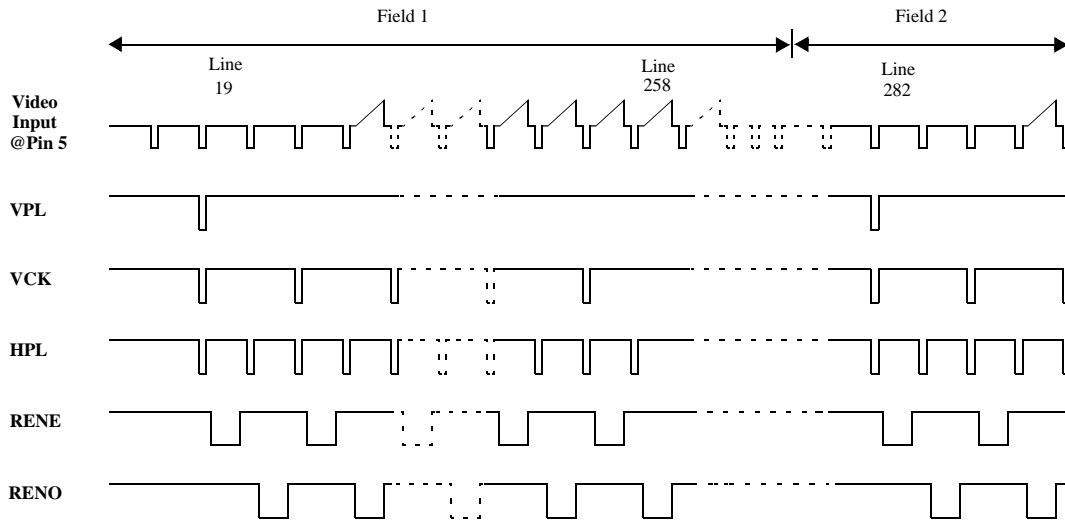 Field 1
Field 2
Line
19
Line
258
Line
282
Video
Input
@Pin 5
VPL
VCK
HPL
RENE
RENO